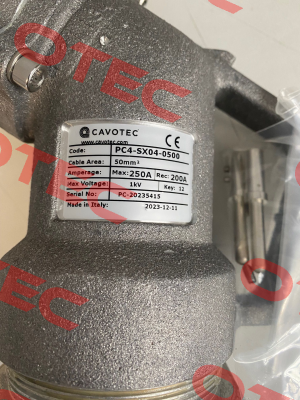 CAVOTEC
www.cavotec.com
CE
Code: PC4-SX04-0500
Cable Area: 50mm²
Amperage: Max: 250A Rec: 200A
Max Voltage: 1kV Key: 12
Serial No: PC-20235415
Made in Italy: 2023-12-11
OTEC
OTEC
OTEC